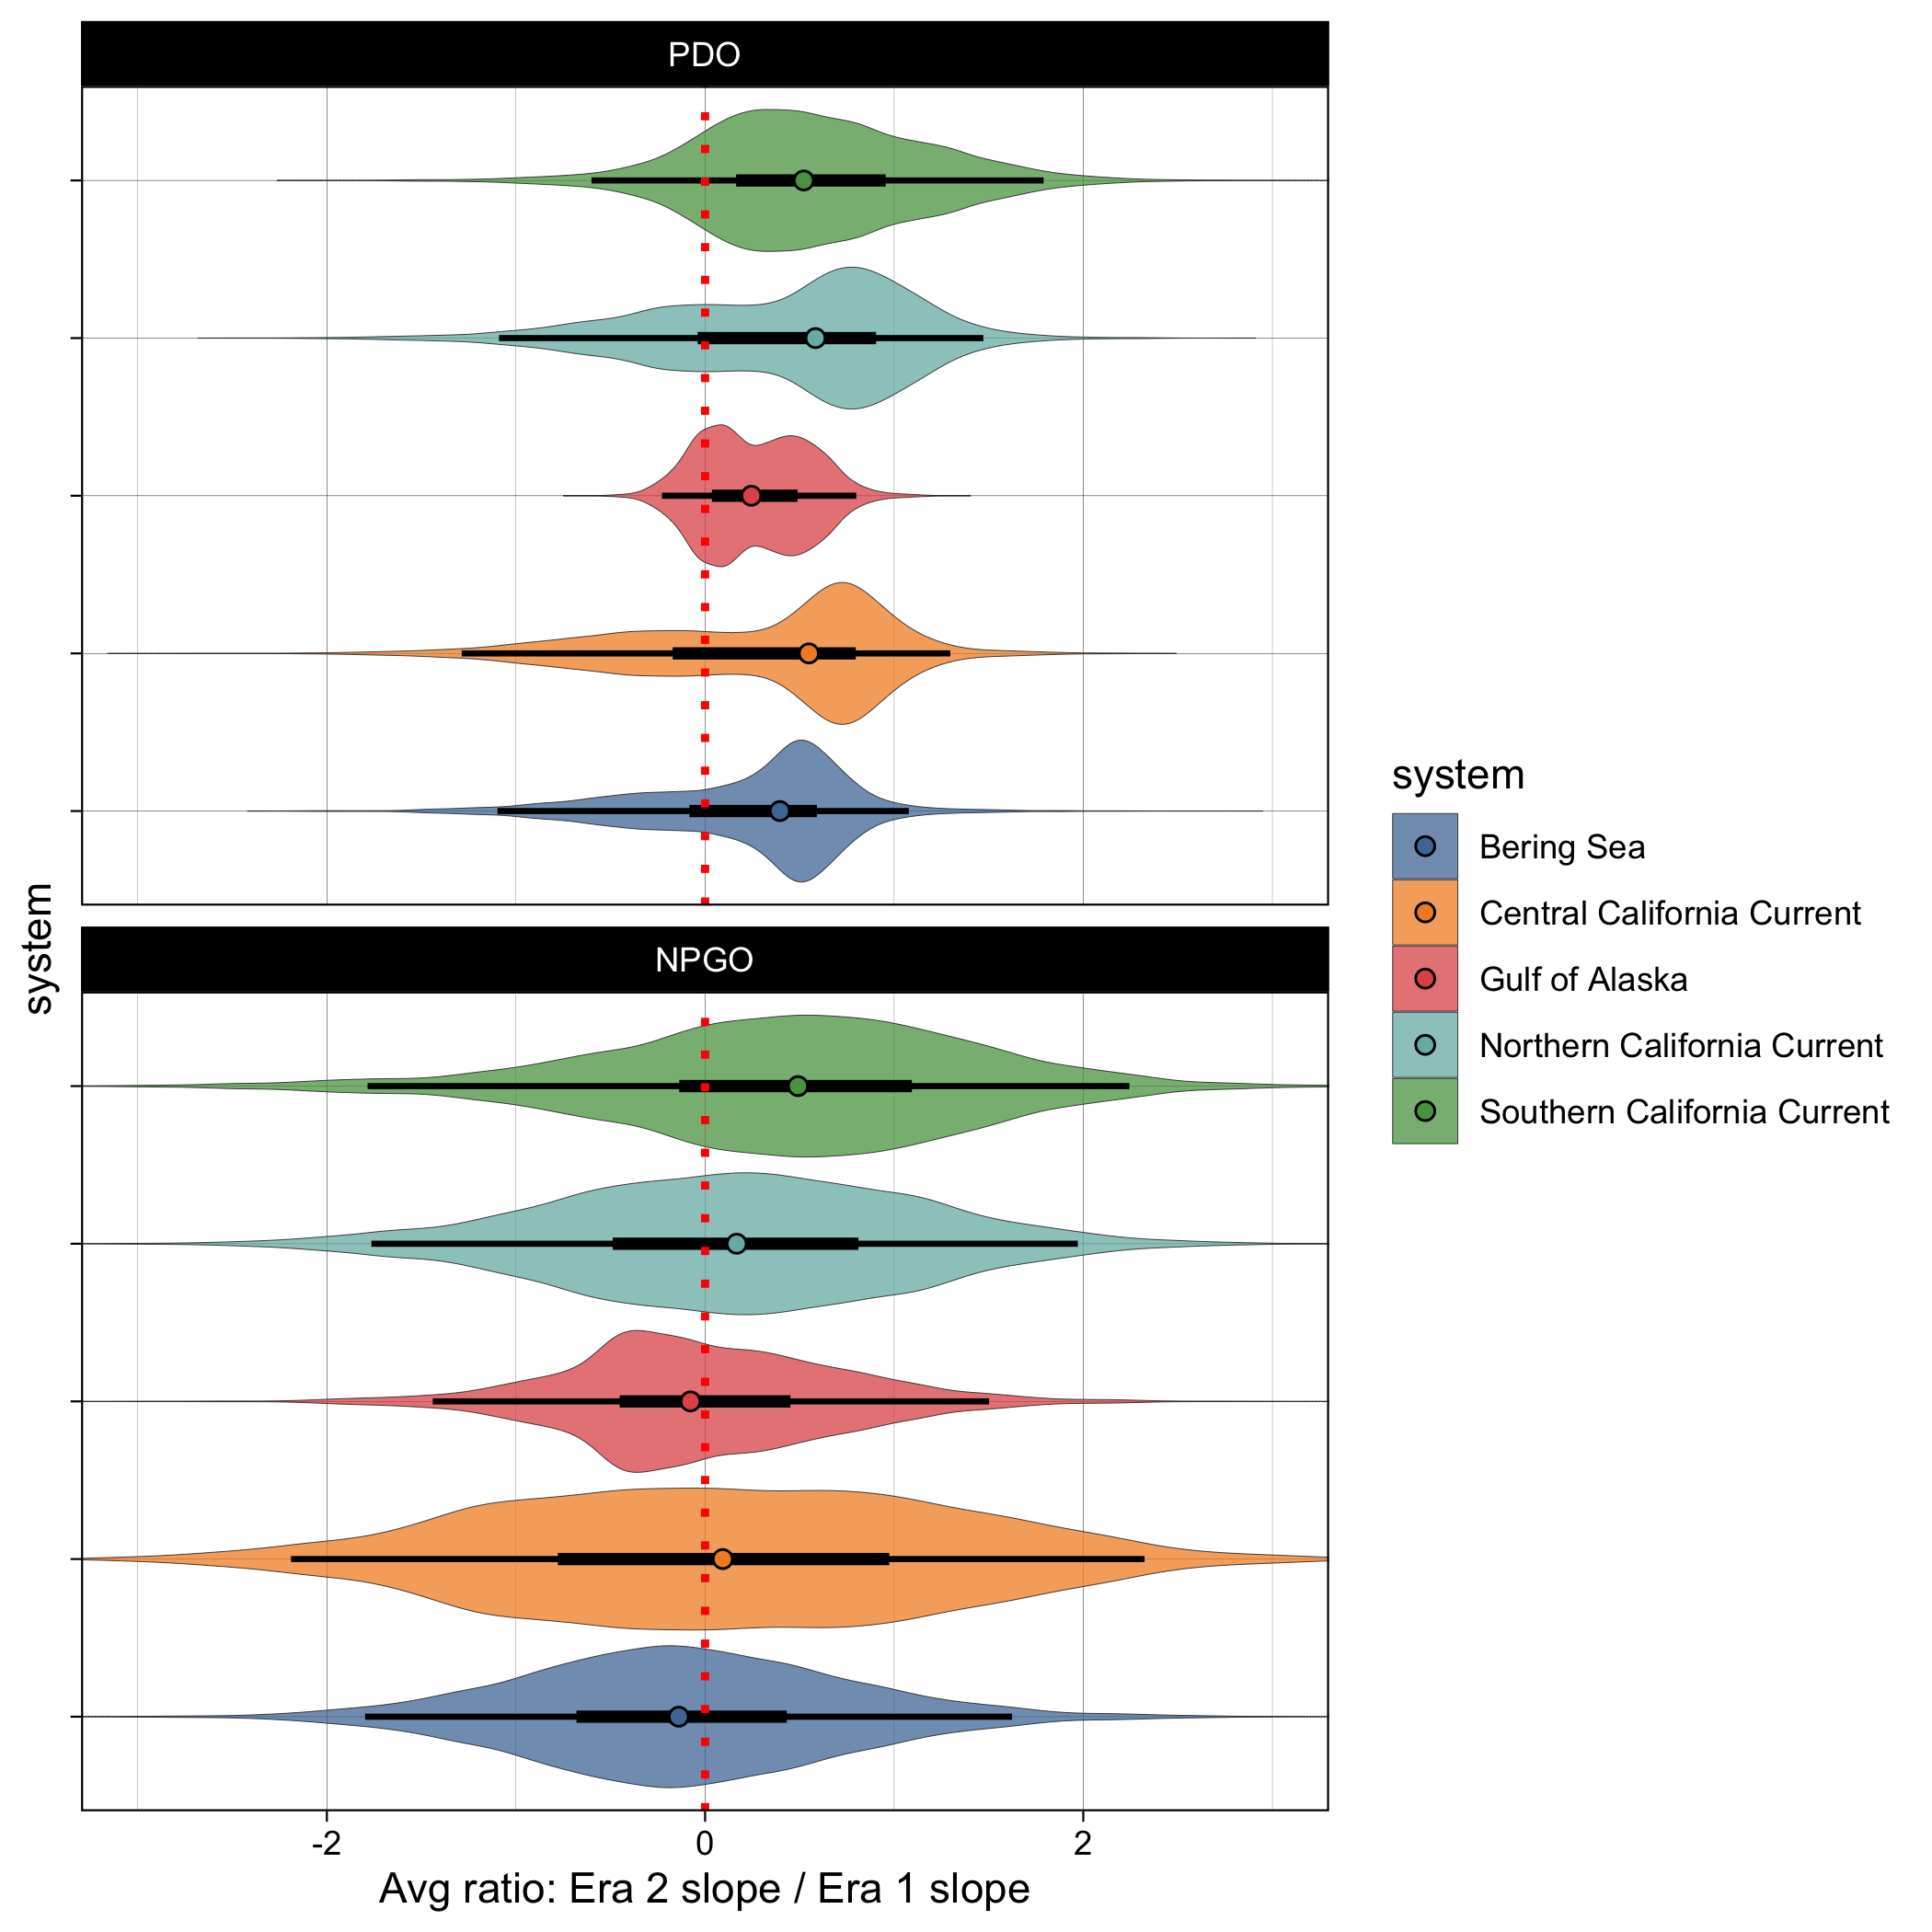 PDO
system
NPGO
-2 0 2
Avg ratio: Era 2 slope / Era 1 slope
system
Bering Sea
Central California Current
Gulf of Alaska
Northern California Current
Southern California Current